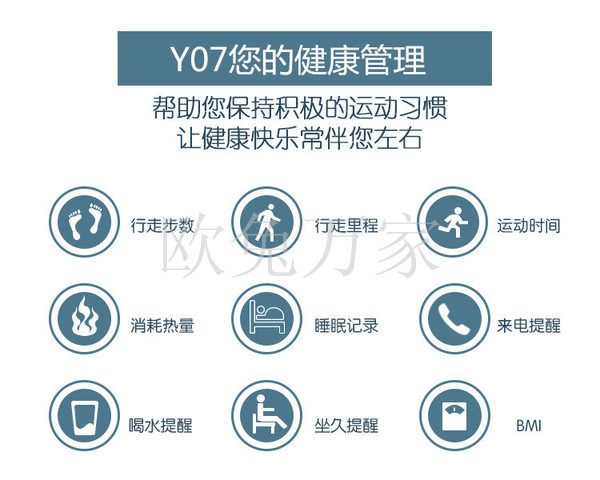 Y07您的健康管理
帮助您保持积极的运动习惯
让健康快乐常伴您左右
行走步数
行走里程
运动时间
欧兔万家
消耗热量
睡眠记录
来电提醒
喝水提醒
坐久提醒
BMI